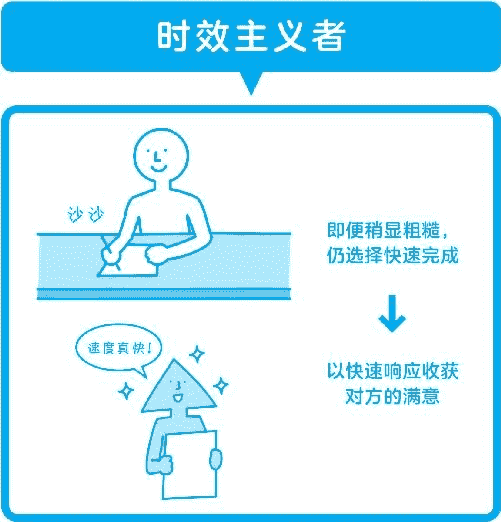 时效主义者
沙沙
即便稍显粗糙，
仍选择快速完成
速度真快！
以快速响应收获
对方的满意